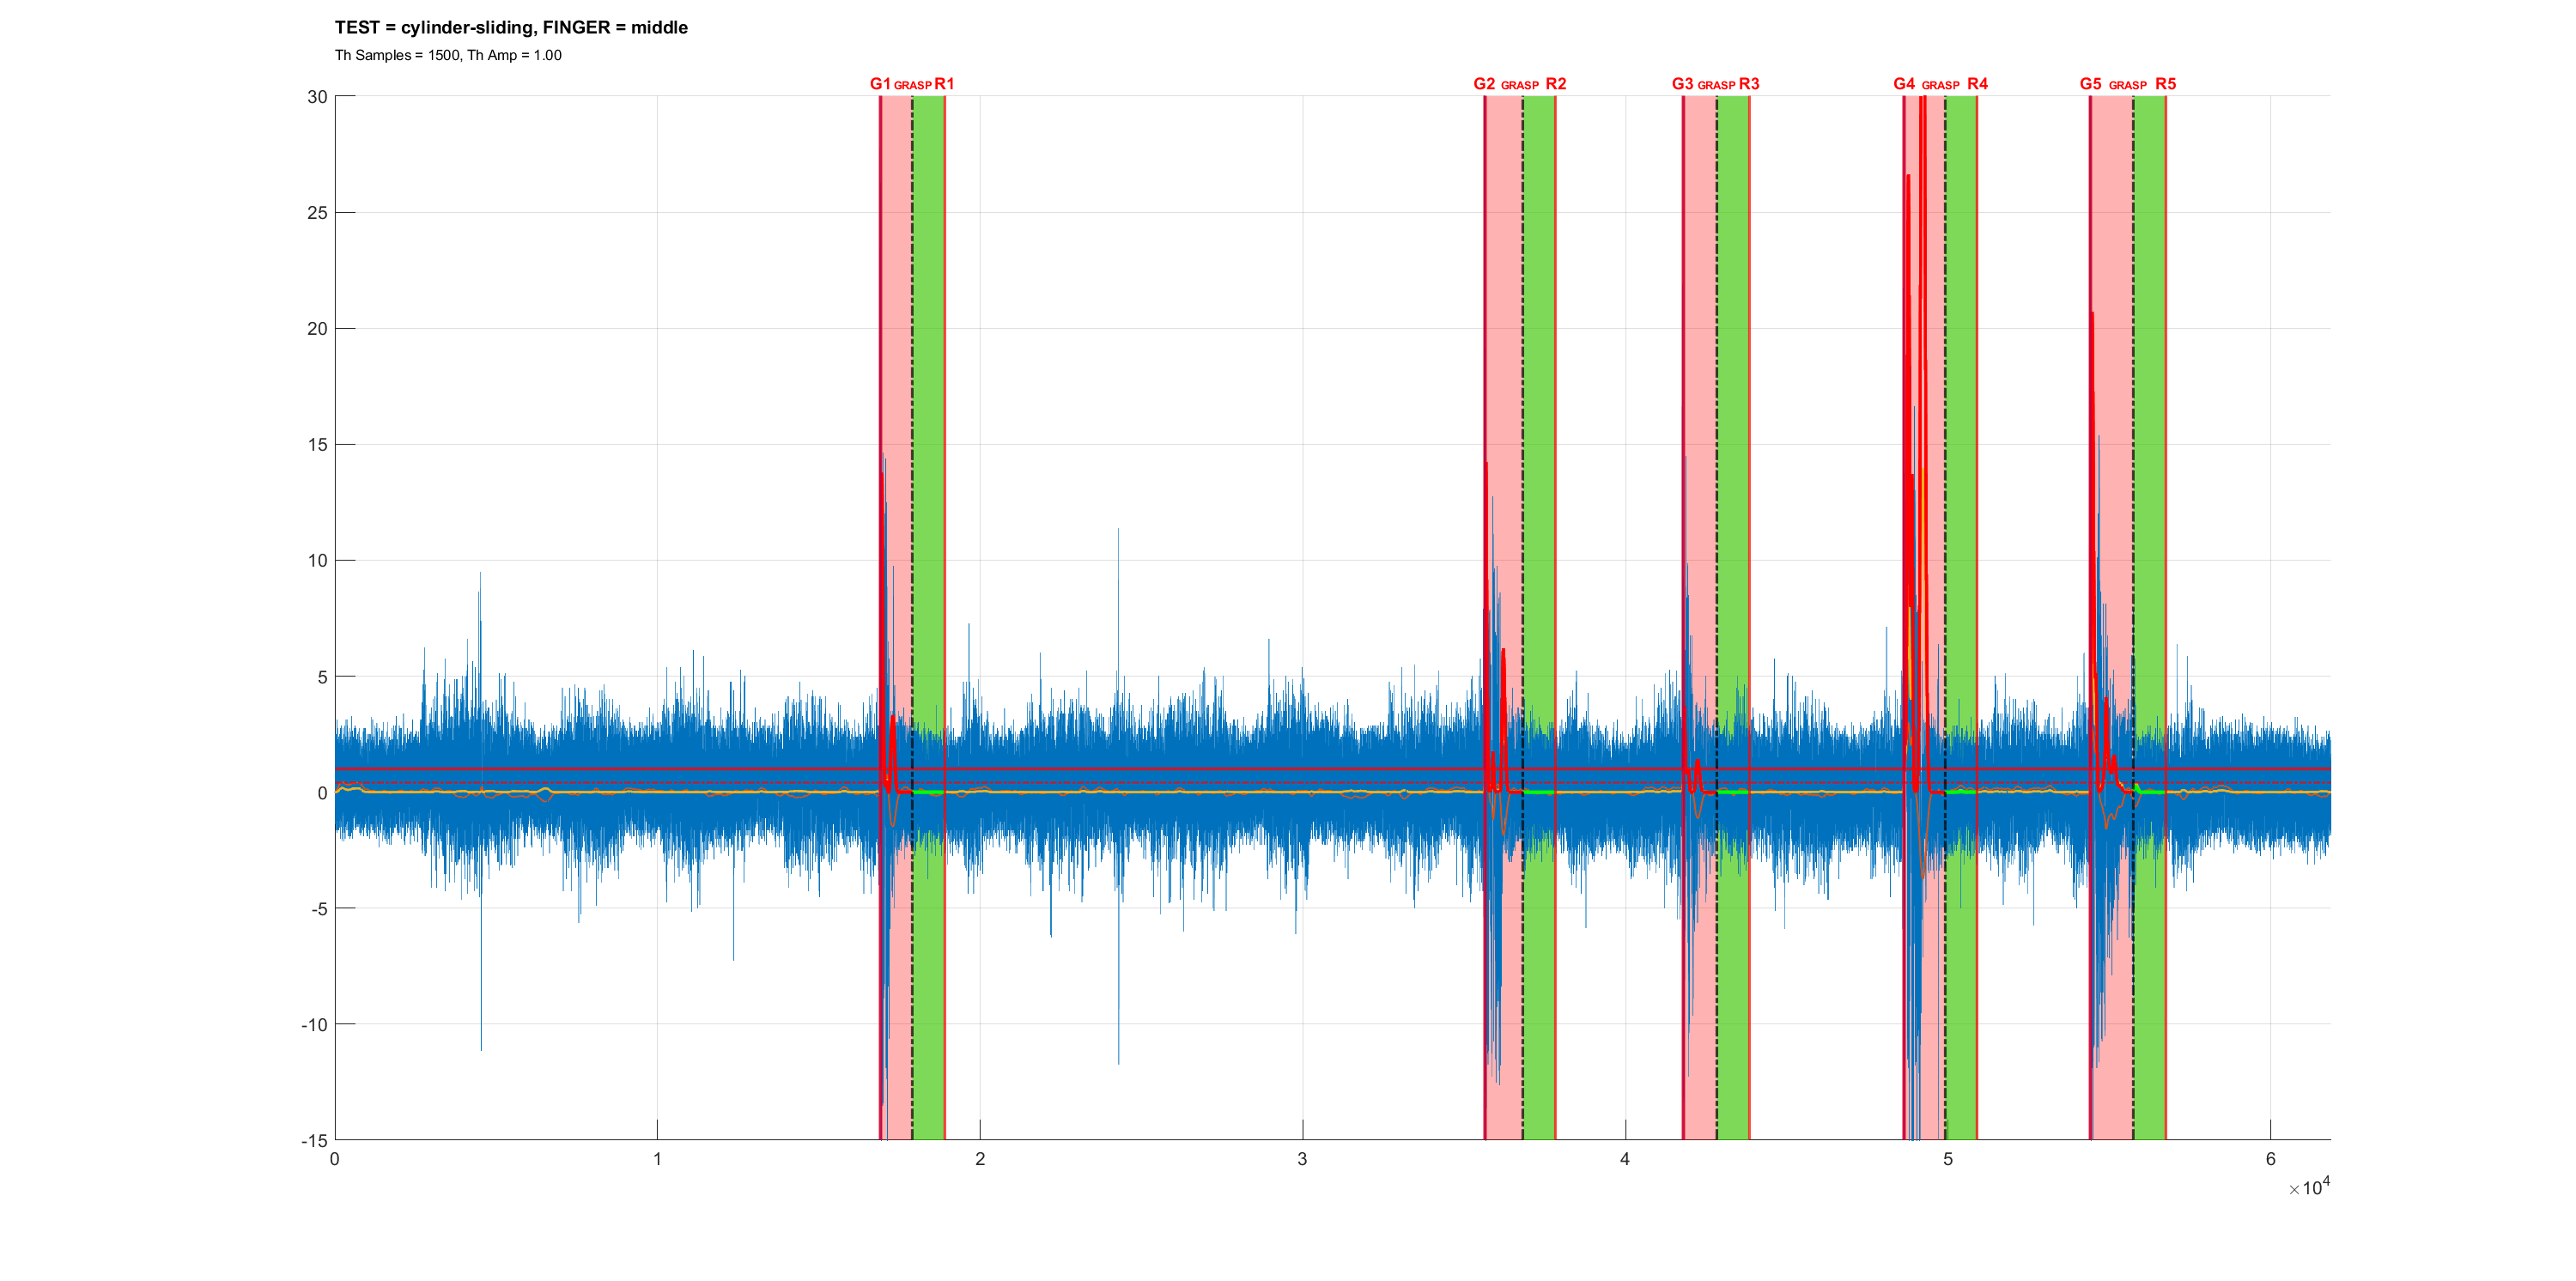 TEST = cylinder-sliding, FINGER = middle
Th Samples = 1500, Th Amp = 1.00
G1 GRASP R1 G2 GRASP R2 G3 GRASP R3 G4 GRASP R4 G5 GRASP R5
30
25
20
15
10
5
0
-5
-10
-15
0 1 2 3 4 5 6
×10⁴